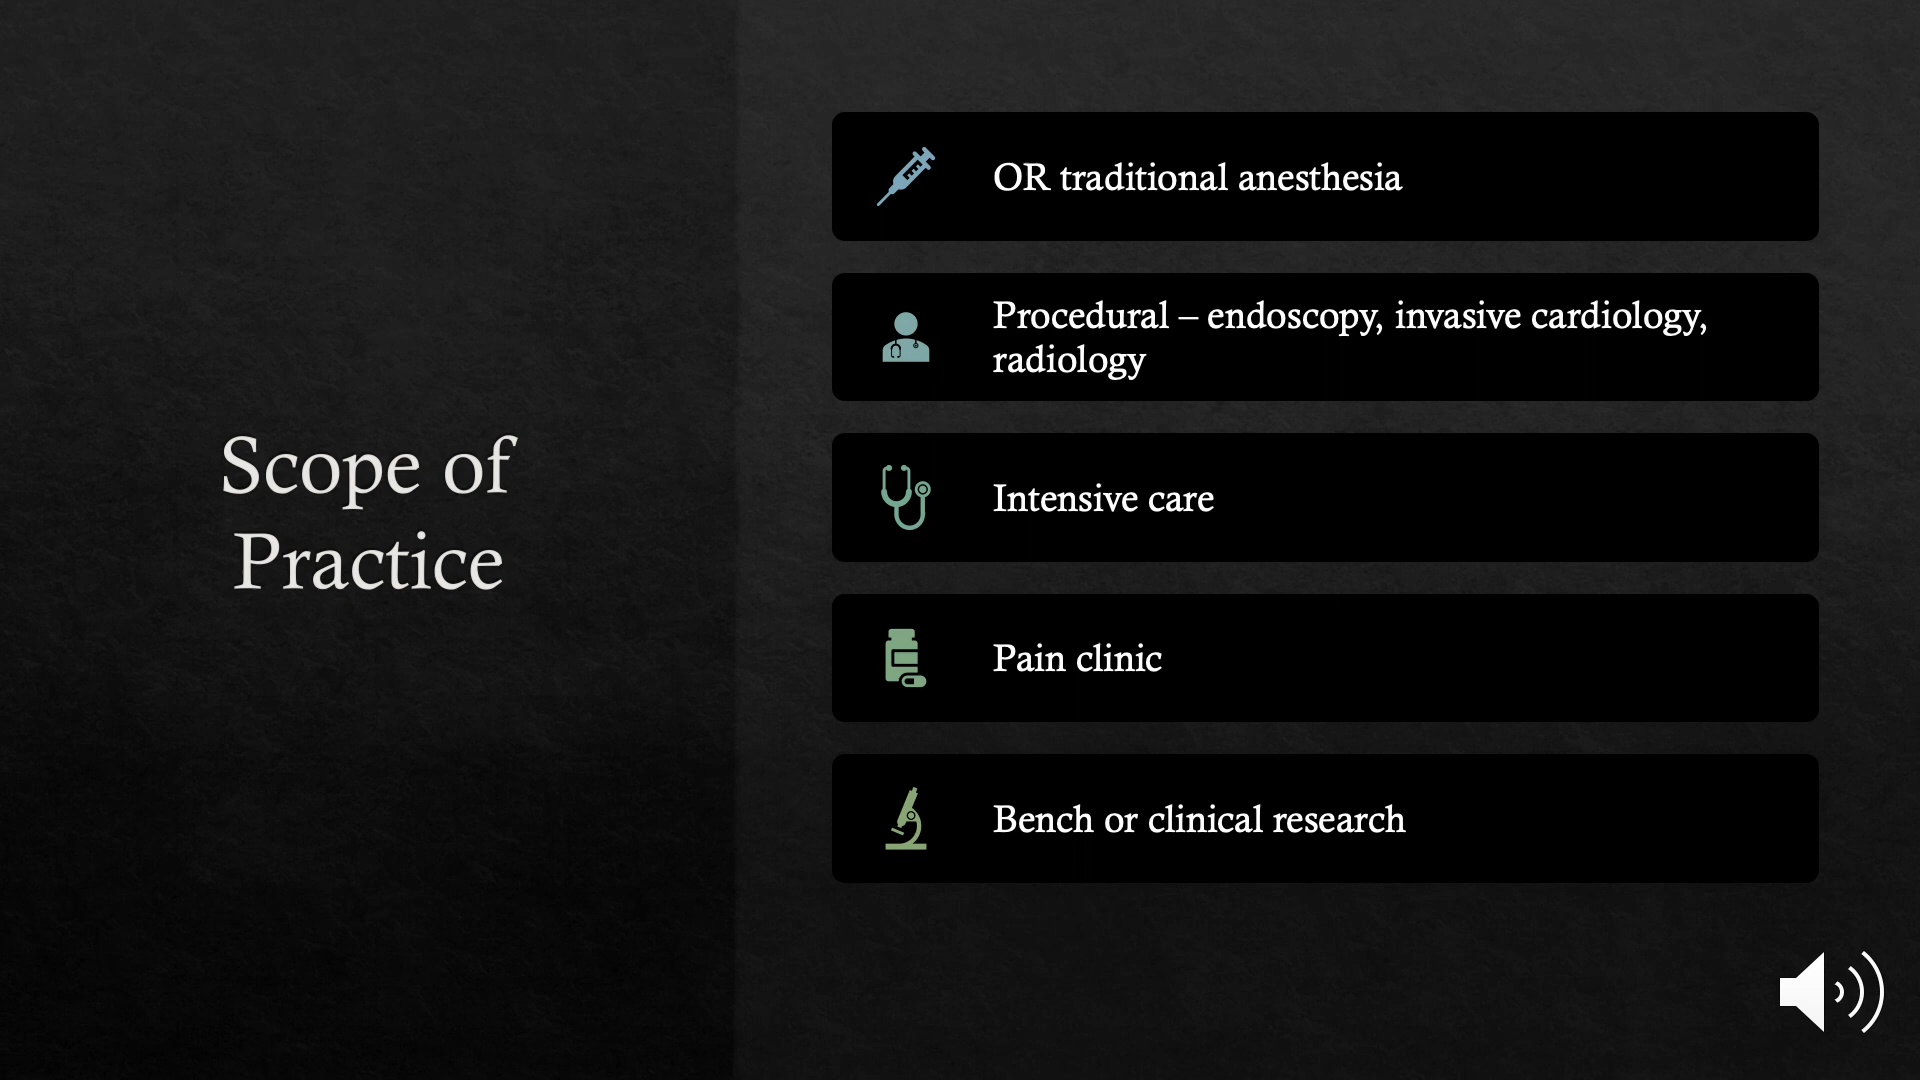 Scope of
Practice
OR traditional anesthesia
Procedural – endoscopy, invasive cardiology,
radiology
Intensive care
Pain clinic
Bench or clinical research